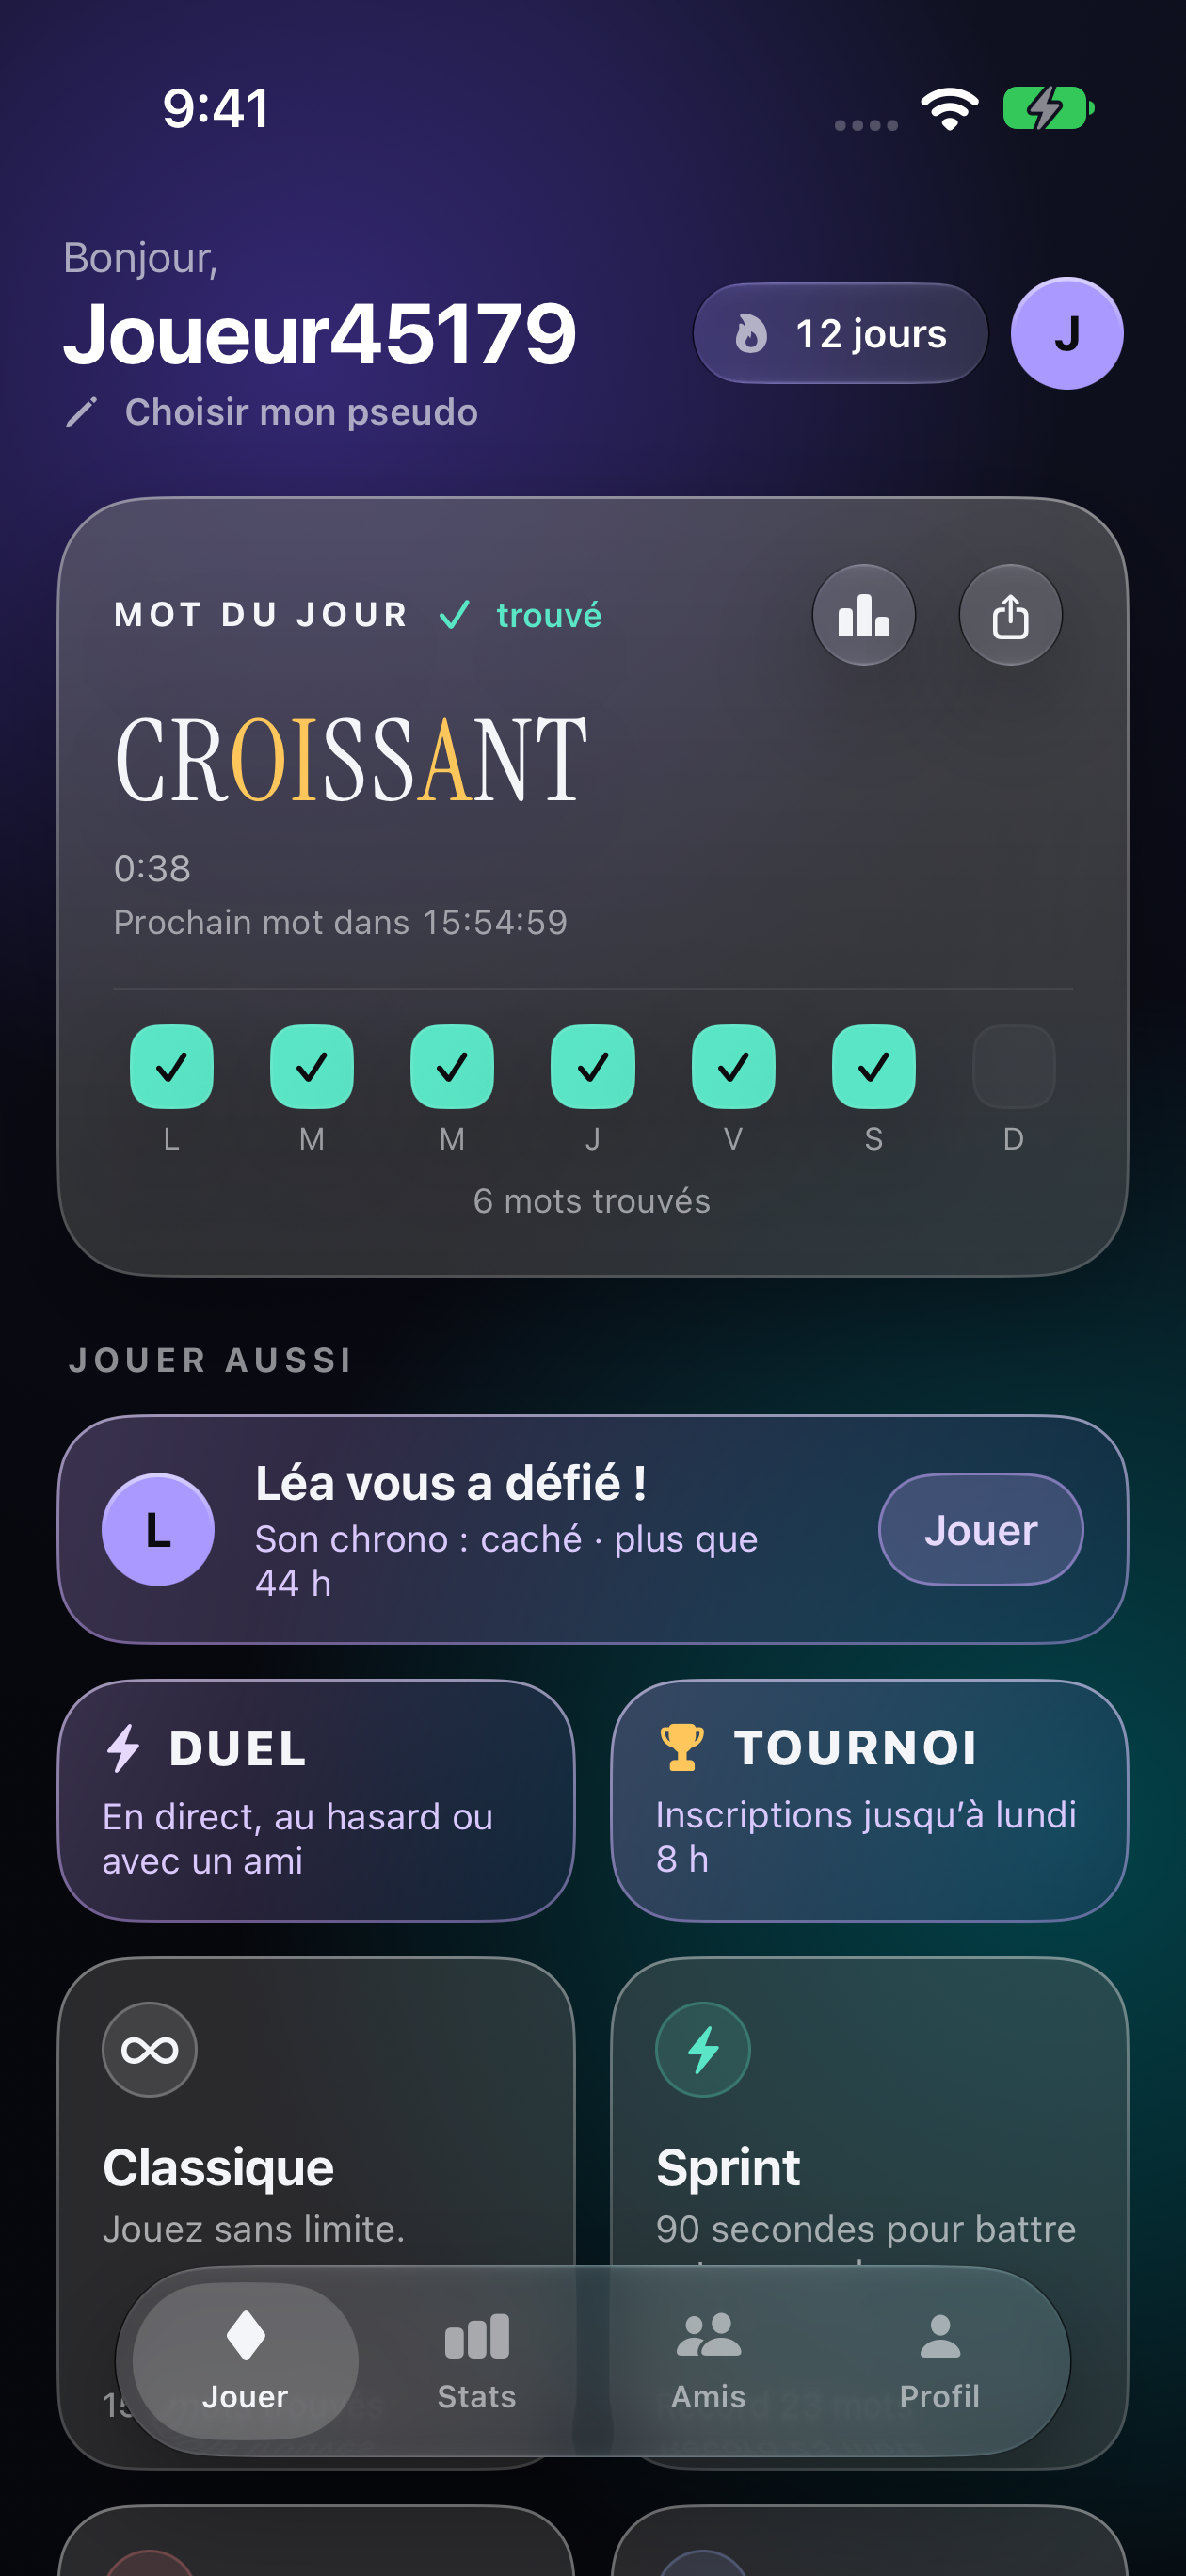 9:41
Bonjour,
Joueur45179
12 jours
J
Choisir mon pseudo
MOT DU JOUR ✓ trouvé
CROISSANT
0:38
Prochain mot dans 15:54:59
L M M J V S D
6 mots trouvés
JOUER AUSSI
L
Léa vous a défié !
Son chrono : caché · plus que
44 h
Jouer
DUEL
En direct, au hasard ou
avec un ami
TOURNOI
Inscriptions jusqu’à lundi
8 h
Classique
Jouez sans limite.
Sprint
90 secondes pour battre
Jouer
Stats
Amis
Profil